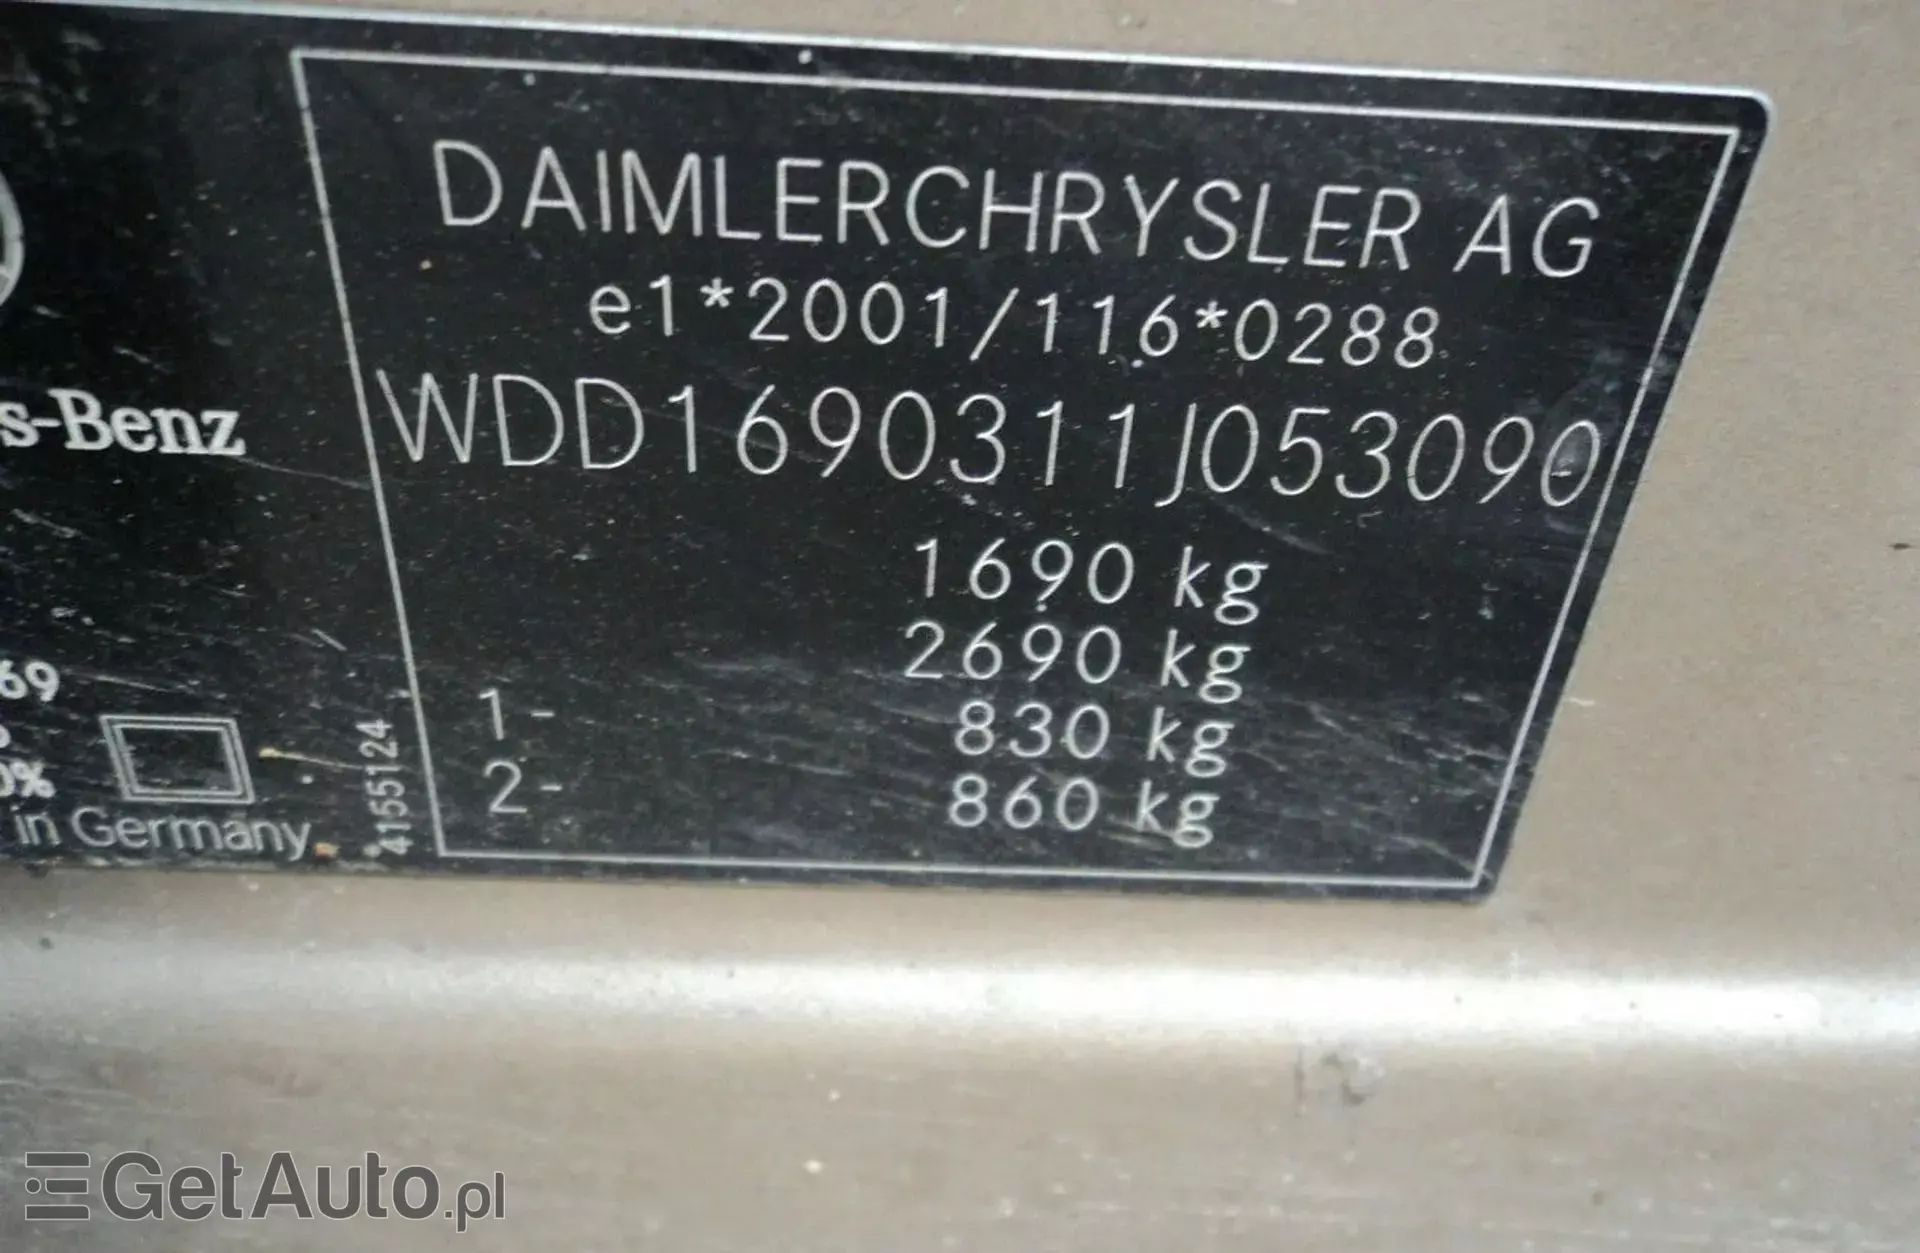 DAIMLERCHRYSLER AG
e1*2001/116*0288
WDD1690311J053090
1690 kg
2690 kg
1- 830 kg
2- 860 kg
s-Benz
69
0%
in Germany
4155124
GetAuto.pl